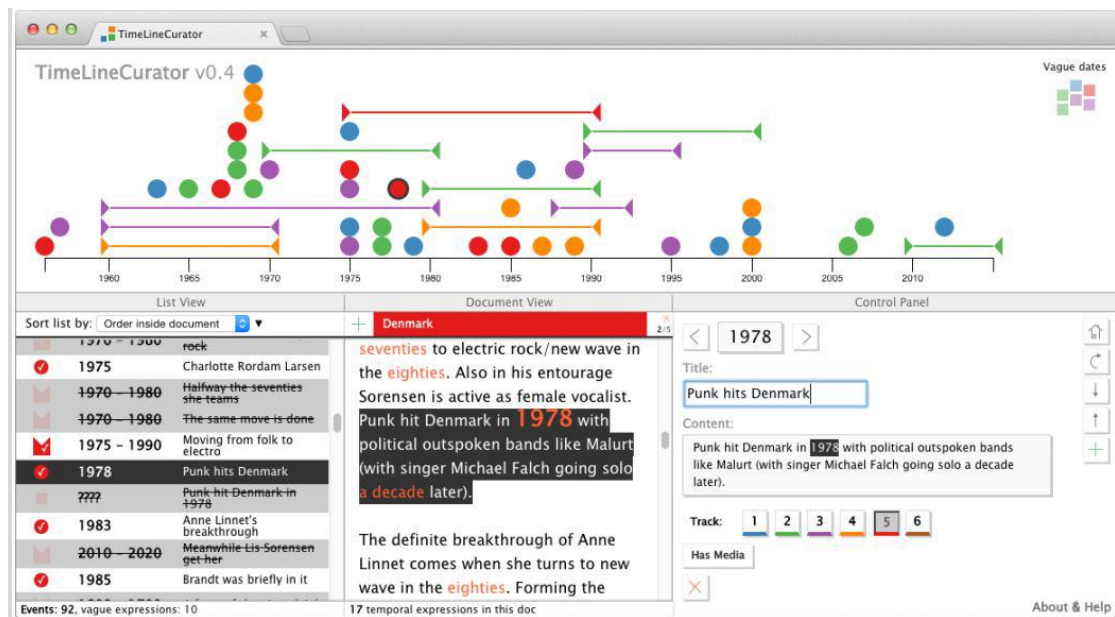 TimeLineCurator
TimeLineCurator v0.4
Vague dates
1960 1965 1970 1975 1980 1985 1990 1995 2000 2005 2010
List View
Document View
Control Panel
Sort list by: Order inside document
1970 – 1980 rock
1975 Charlotte Rordam Larsen
1970 – 1980 Halfway the seventies
she teams
1970 – 1980 The same move is done
1975 – 1990 Moving from folk to
electro
1978 Punk hits Denmark
???? Punk hit Denmark in
1978
1983 Anne Linnet's
breakthrough
2010 – 2020 Meanwhile Lis Sorensen
get her
1985 Brandt was briefly in it
Events: 92, vague expressions: 10
+ Denmark × 2/5
seventies to electric rock/new wave in
the eighties. Also in his entourage
Sorensen is active as female vocalist.
Punk hit Denmark in 1978 with
political outspoken bands like Malurt
(with singer Michael Falch going solo
a decade later).
The definite breakthrough of Anne
Linnet comes when she turns to new
wave in the eighties. Forming the
17 temporal expressions in this doc
< 1978 >
Title:
Punk hits Denmark
Content:
Punk hit Denmark in 1978 with political outspoken bands
like Malurt (with singer Michael Falch going solo a decade
later).
Track: 1 2 3 4 5 6
Has Media
About & Help